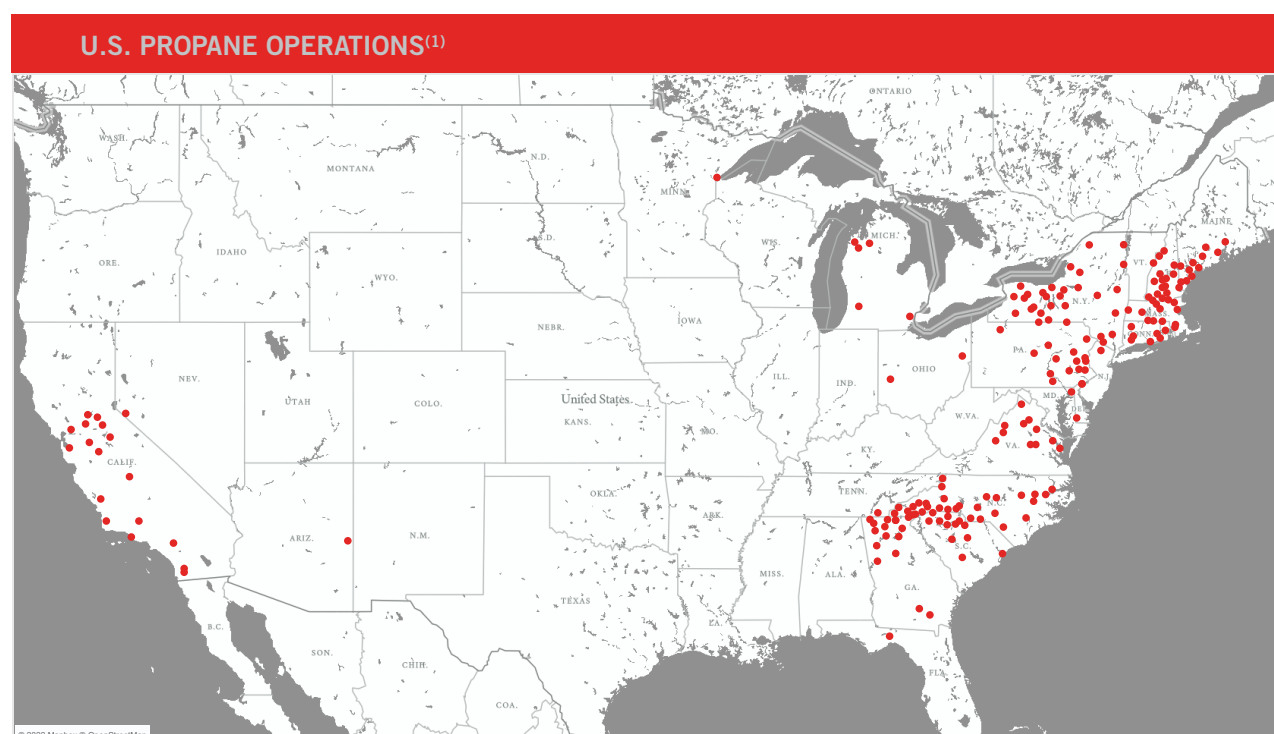 U.S. PROPANE OPERATIONS(1)
ONTARIO
WASH.
MONTANA
N.D.
MINN.
MAINE
ORE.
IDAHO
S.D.
WIS.
MICH.
VT.
WYO.
N.Y.
MASS.
CONN.
IOWA
NEBR.
PA.
N.J.
NEV.
UTAH
COLO.
United States
KANS.
ILL.
IND.
OHIO
MD.
DEL.
W.VA.
VA.
MO.
KY.
CALIF.
OKLA.
ARK.
TENN.
N.C.
ARIZ.
N.M.
S.C.
MISS.
ALA.
GA.
TEXAS
LA.
B.C.
SON.
CHIH.
COA.
FLA.